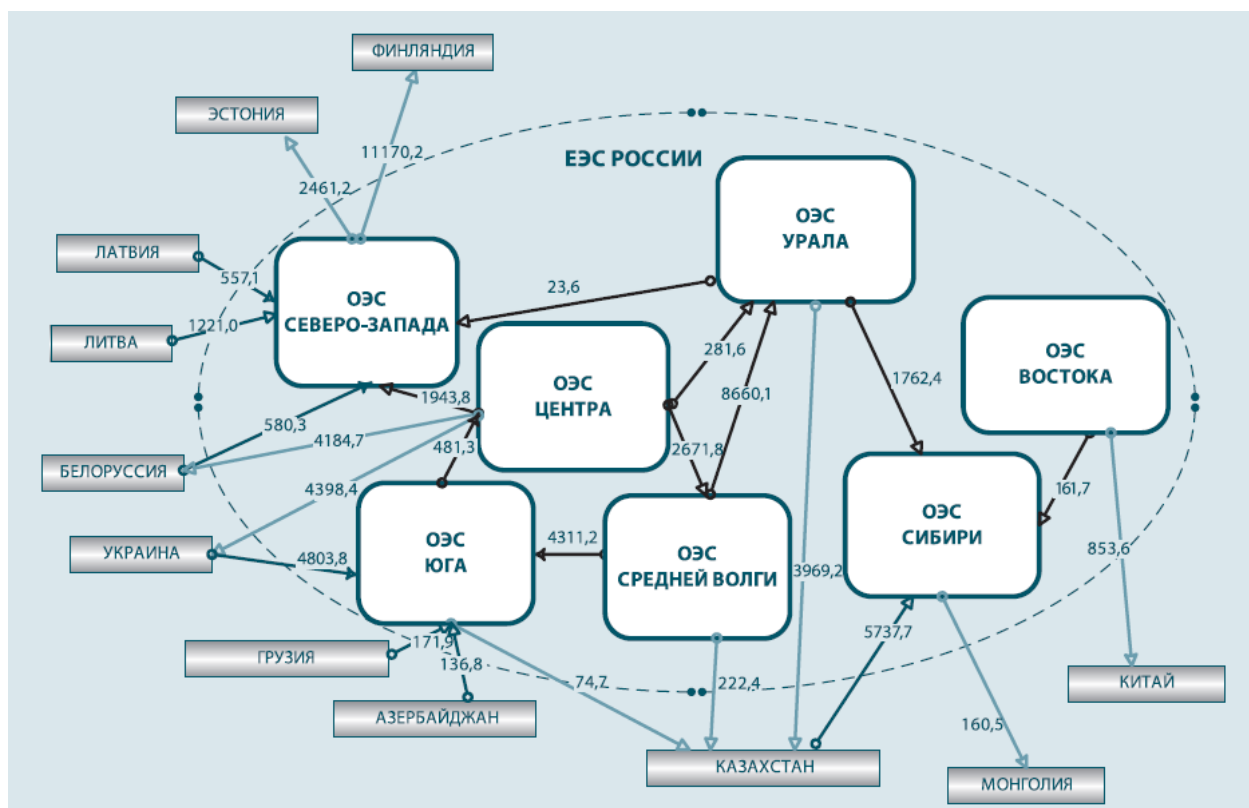 ФИНЛЯНДИЯ
ЭСТОНИЯ
11170,2
2461,2
ЕЭС РОССИИ
ОЭС
УРАЛА
ЛАТВИЯ
557,1
ОЭС
СЕВЕРО-ЗАПАДА
23,6
1221,0
ЛИТВА
281,6
8660,1
1762,4
ОЭС
ВОСТОКА
ОЭС
ЦЕНТРА
1943,8
580,3
4184,7
481,3
2671,8
БЕЛОРУССИЯ
4398,4
161,7
УКРАИНА
4803,8
ОЭС
ЮГА
4311,2
ОЭС
СРЕДНЕЙ ВОЛГИ
3969,2
ОЭС
СИБИРИ
853,6
5737,7
171,9
ГРУЗИЯ
136,8
74,7
222,4
КИТАЙ
АЗЕРБАЙДЖАН
160,5
КАЗАХСТАН
МОНГОЛИЯ